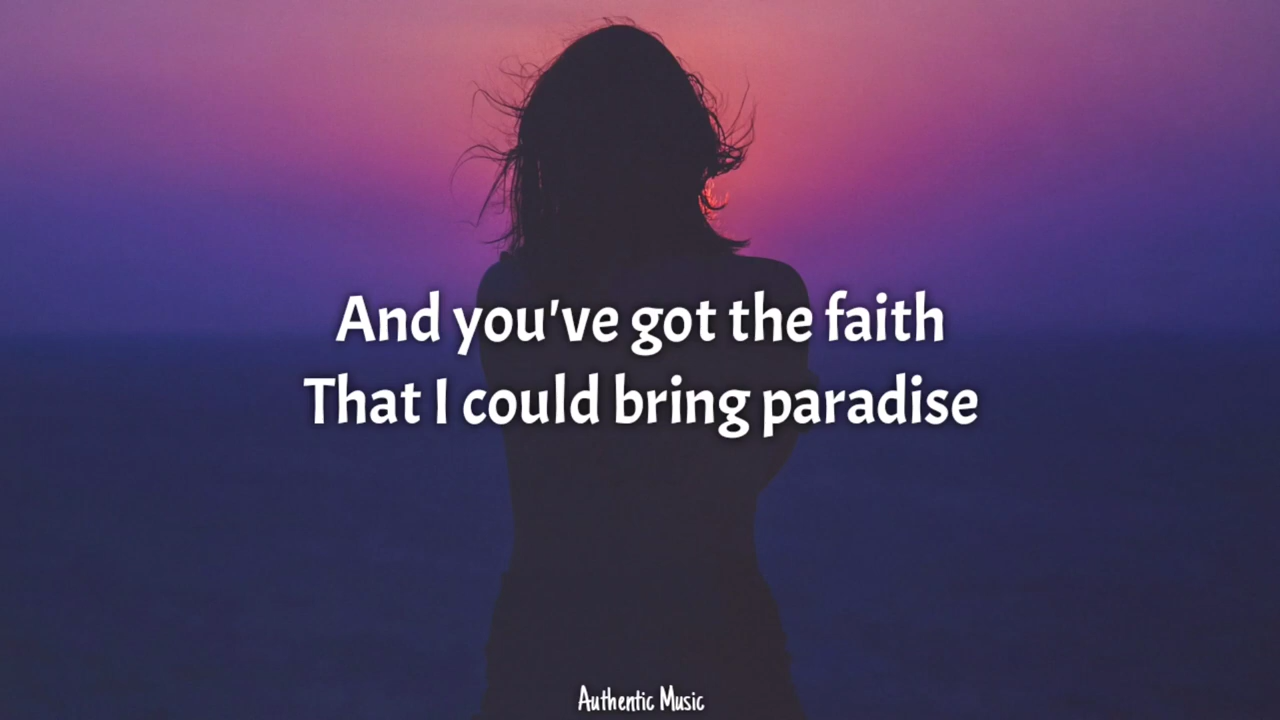 And you've got the faith
That I could bring paradise
Authentic Music